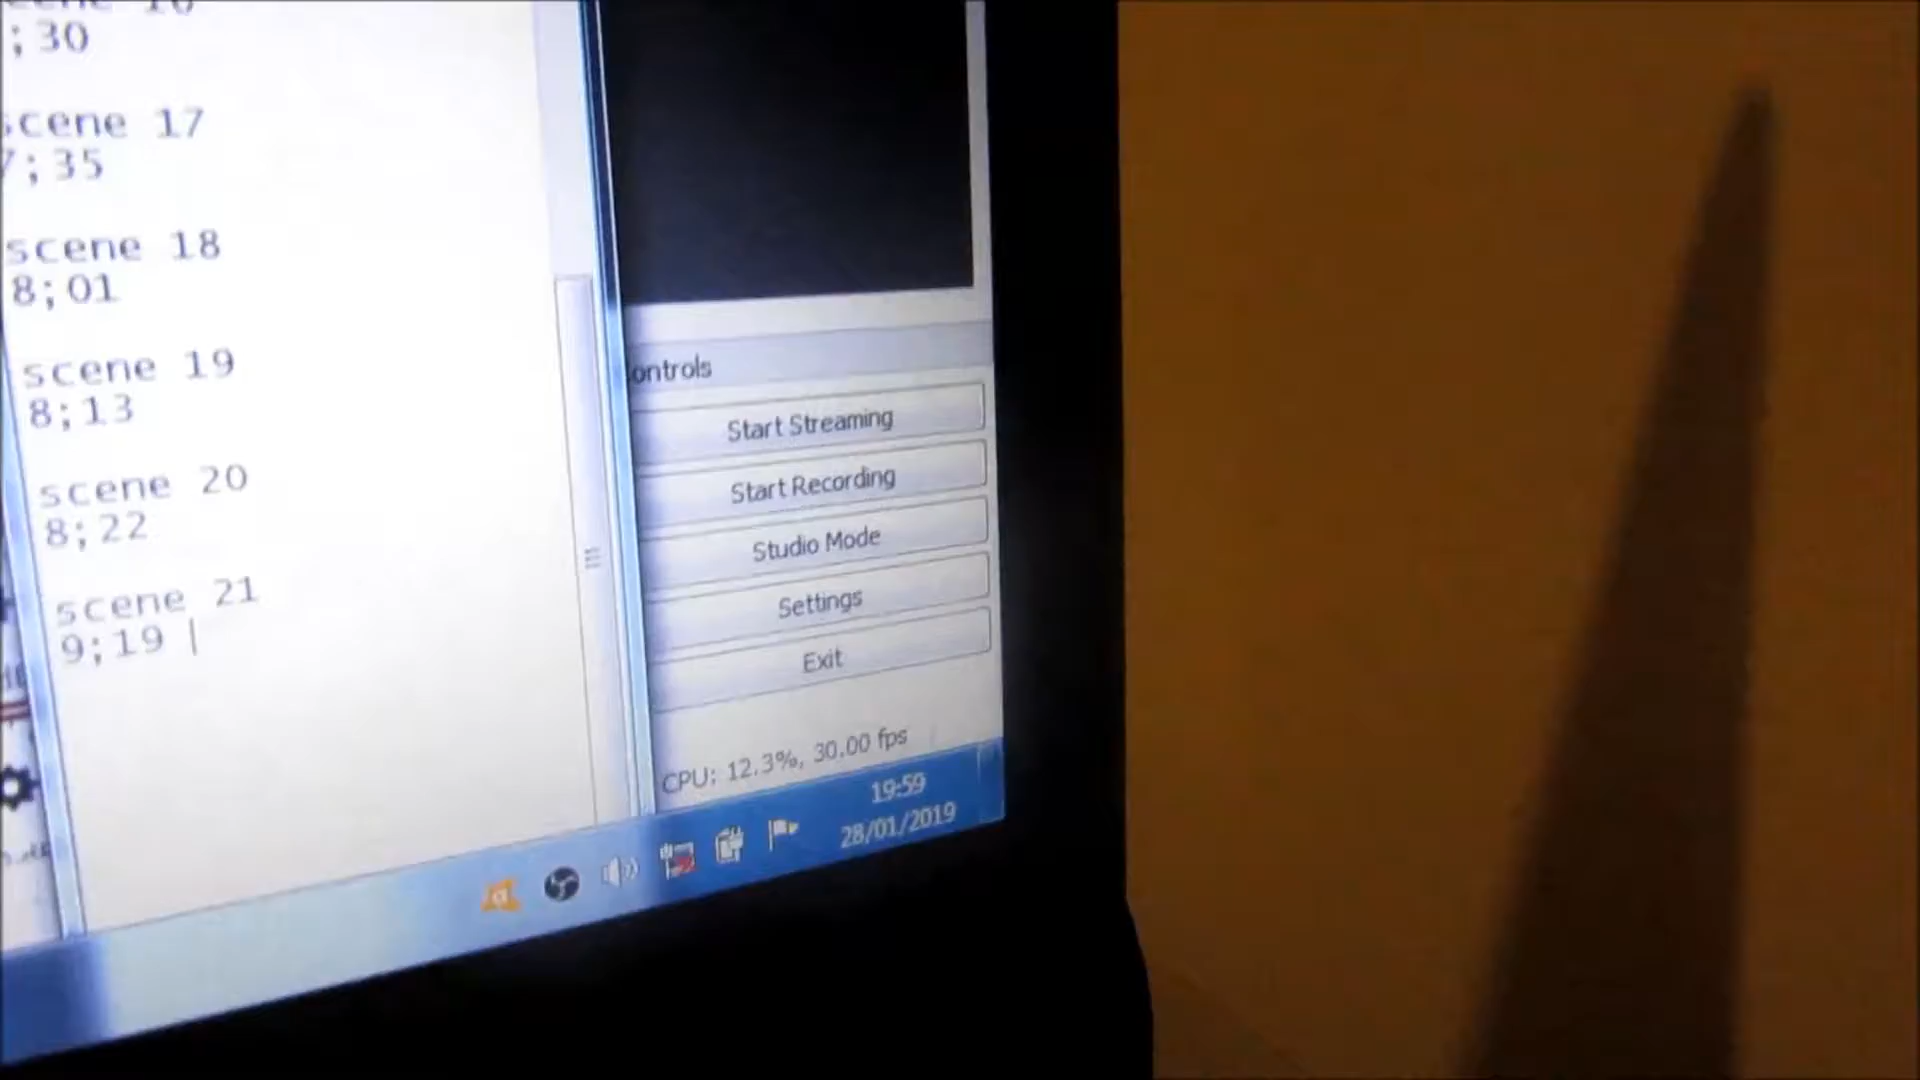 ;30
scene 17
7;35
scene 18
8;01
scene 19
8;13
scene 20
8;22
scene 21
9;19
ontrols
Start Streaming
Start Recording
Studio Mode
Settings
Exit
CPU: 12.3%, 30.00 fps
19:59
28/01/2019